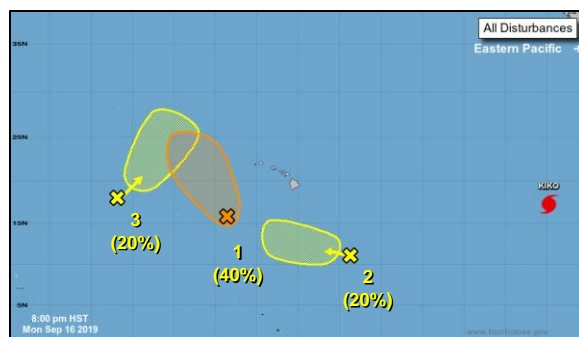 All Disturbances
Eastern Pacific
35N
25N
KIKO
15N
3
(20%)
1
(40%)
2
(20%)
5N
8:00 pm HST
Mon Sep 16 2019
www.hurricanes.gov